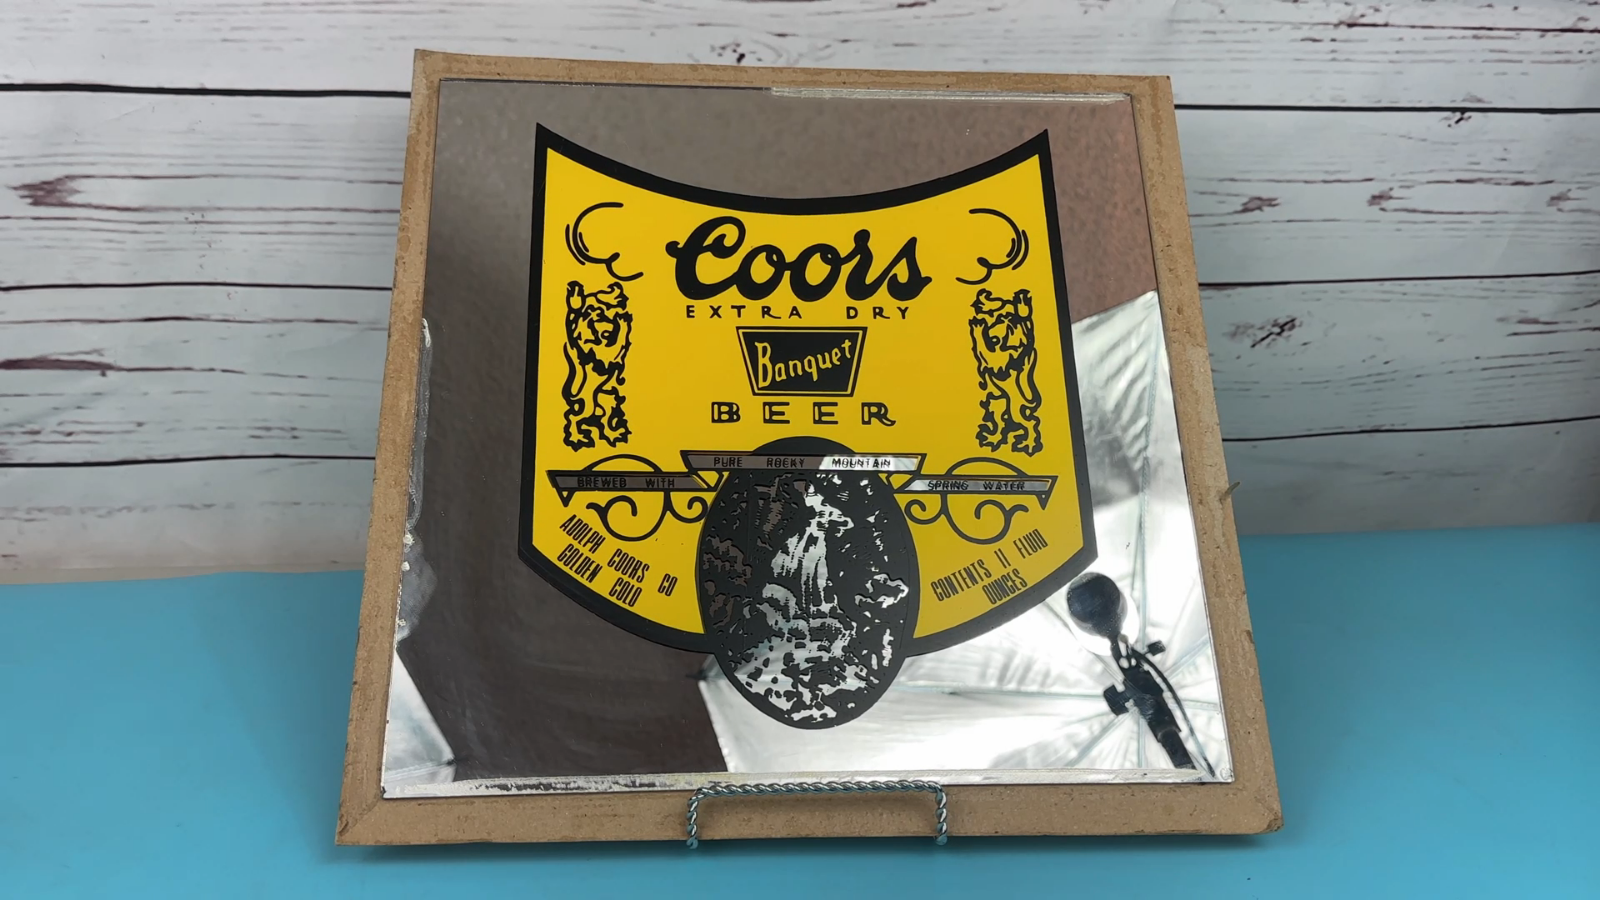 Coors
EXTRA DRY
Banquet
BEER
PURE ROCKY MOUNTAIN
BREWED WITH
SPRING WATER
ADOLPH COORS CO
GOLDEN COLO
CONTENTS 11 FLUID
OUNCES